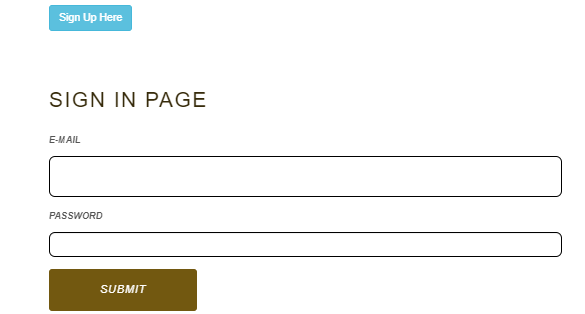 Sign Up Here
SIGN IN PAGE
E-MAIL
PASSWORD
SUBMIT